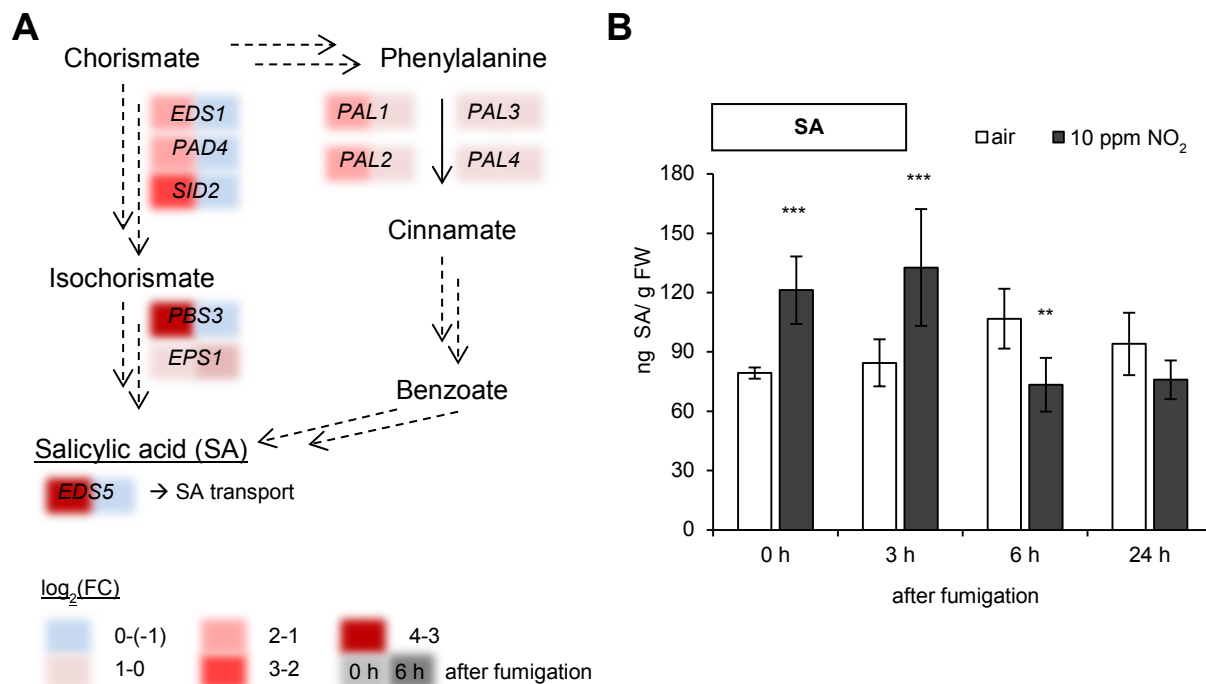 A
Chorismate
Phenylalanine
EDS1
PAD4
SID2
PAL1
PAL3
PAL2
PAL4
Cinnamate
Isochorismate
PBS3
EPS1
Benzoate
Salicylic acid (SA)
EDS5 → SA transport
log₂(FC)
0-(-1)
2-1
4-3
1-0
3-2
0 h 6 h after fumigation
B
SA
air
10 ppm NO₂
ng SA/ g FW
180
150
120
90
60
30
0
***
***
**
0 h
3 h
6 h
24 h
after fumigation